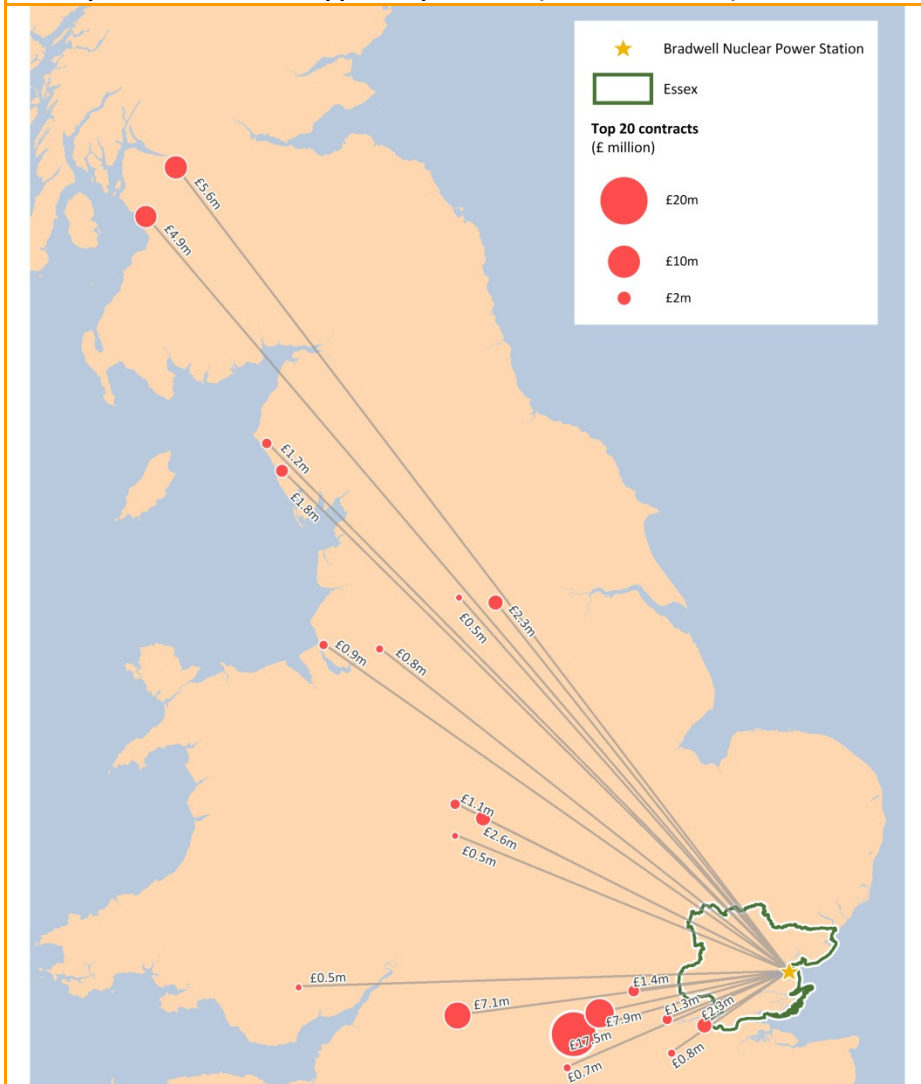 Bradwell Nuclear Power Station
Essex
Top 20 contracts
(£ million)
£20m
£10m
£2m
£5.6m
£4.9m
£1.2m
£1.8m
£0.5m
£2.3m
£0.9m
£0.8m
£1.1m
£2.6m
£0.5m
£0.5m
£1.4m
£7.1m
£1.3m
£2.3m
£7.9m
£17.5m
£0.8m
£0.7m